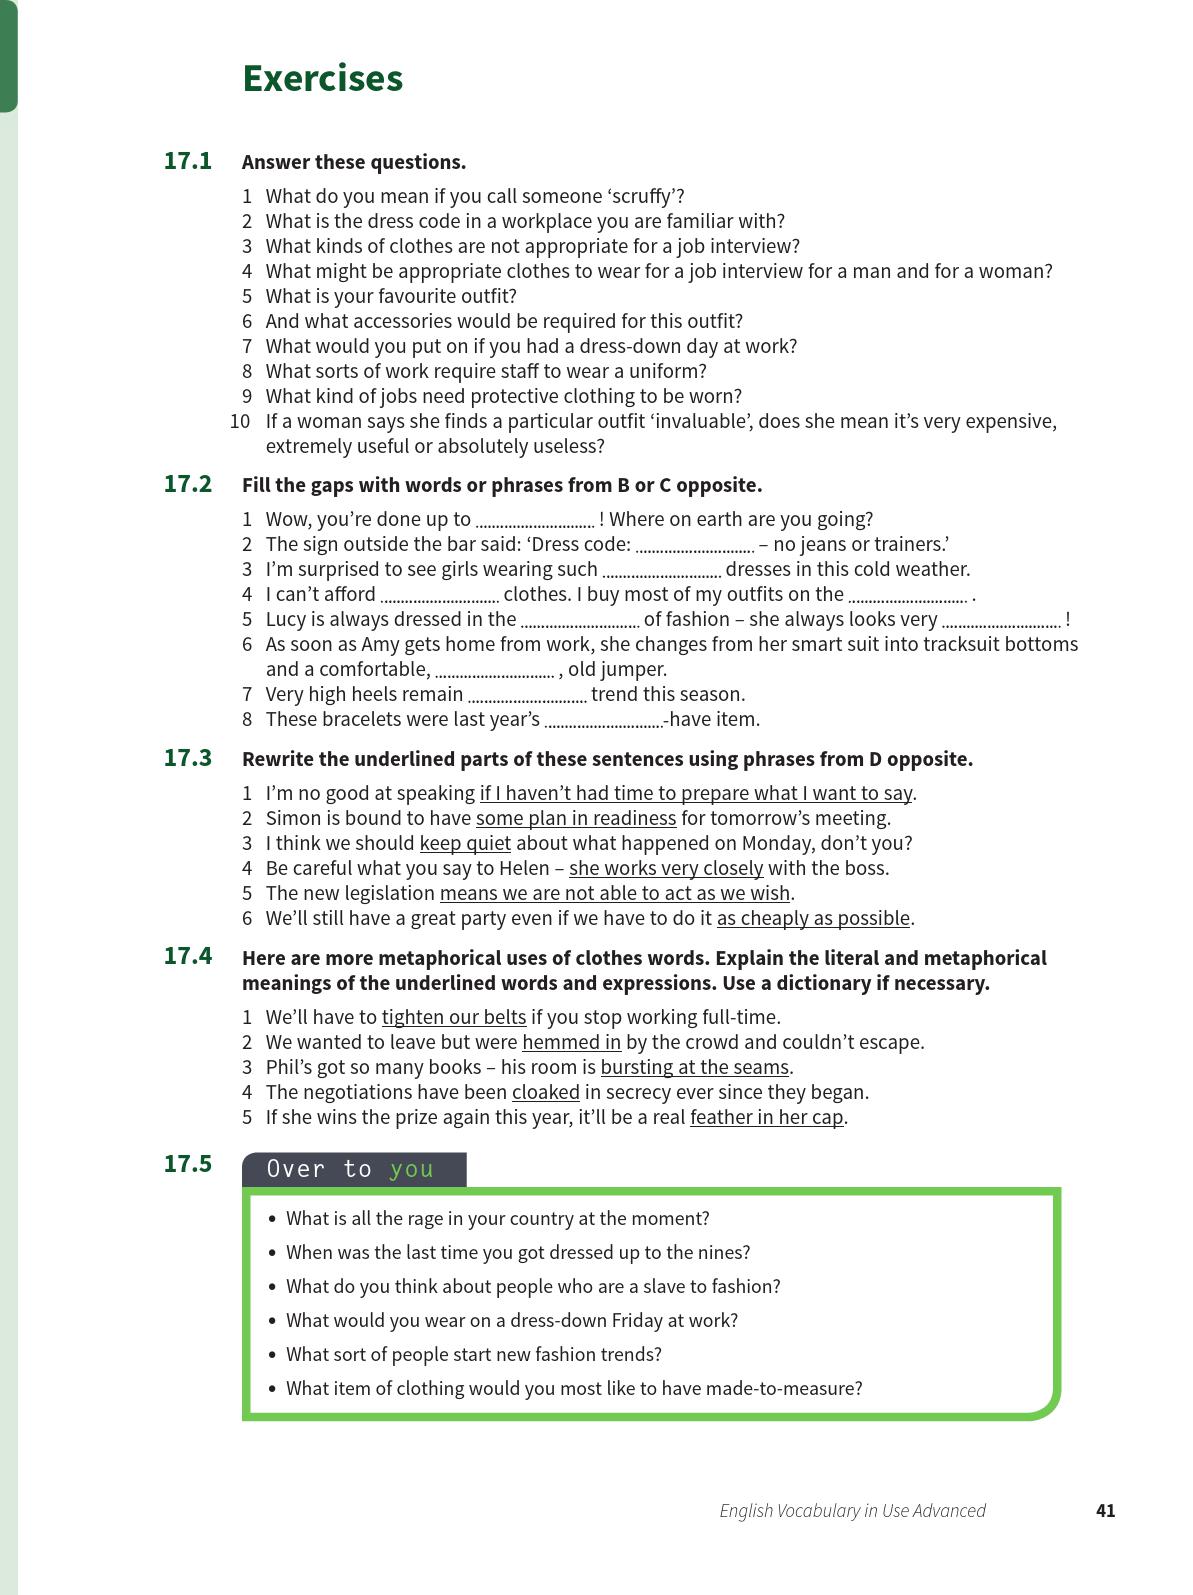 Exercises
17.1 Answer these questions.
1 What do you mean if you call someone ‘scruffy’?
2 What is the dress code in a workplace you are familiar with?
3 What kinds of clothes are not appropriate for a job interview?
4 What might be appropriate clothes to wear for a job interview for a man and for a woman?
5 What is your favourite outfit?
6 And what accessories would be required for this outfit?
7 What would you put on if you had a dress-down day at work?
8 What sorts of work require staff to wear a uniform?
9 What kind of jobs need protective clothing to be worn?
10 If a woman says she finds a particular outfit ‘invaluable’, does she mean it’s very expensive,
extremely useful or absolutely useless?
17.2 Fill the gaps with words or phrases from B or C opposite.
1 Wow, you’re done up to ............................. ! Where on earth are you going?
2 The sign outside the bar said: ‘Dress code: ............................. – no jeans or trainers.’
3 I’m surprised to see girls wearing such ............................. dresses in this cold weather.
4 I can’t afford ............................. clothes. I buy most of my outfits on the ............................. .
5 Lucy is always dressed in the ............................. of fashion – she always looks very ............................. !
6 As soon as Amy gets home from work, she changes from her smart suit into tracksuit bottoms
and a comfortable, ............................. , old jumper.
7 Very high heels remain ............................. trend this season.
8 These bracelets were last year’s .............................-have item.
17.3 Rewrite the underlined parts of these sentences using phrases from D opposite.
1 I’m no good at speaking if I haven’t had time to prepare what I want to say.
2 Simon is bound to have some plan in readiness for tomorrow’s meeting.
3 I think we should keep quiet about what happened on Monday, don’t you?
4 Be careful what you say to Helen – she works very closely with the boss.
5 The new legislation means we are not able to act as we wish.
6 We’ll still have a great party even if we have to do it as cheaply as possible.
17.4 Here are more metaphorical uses of clothes words. Explain the literal and metaphorical
meanings of the underlined words and expressions. Use a dictionary if necessary.
1 We’ll have to tighten our belts if you stop working full-time.
2 We wanted to leave but were hemmed in by the crowd and couldn’t escape.
3 Phil’s got so many books – his room is bursting at the seams.
4 The negotiations have been cloaked in secrecy ever since they began.
5 If she wins the prize again this year, it’ll be a real feather in her cap.
17.5 Over to you
• What is all the rage in your country at the moment?
• When was the last time you got dressed up to the nines?
• What do you think about people who are a slave to fashion?
• What would you wear on a dress-down Friday at work?
• What sort of people start new fashion trends?
• What item of clothing would you most like to have made-to-measure?
English Vocabulary in Use Advanced 41